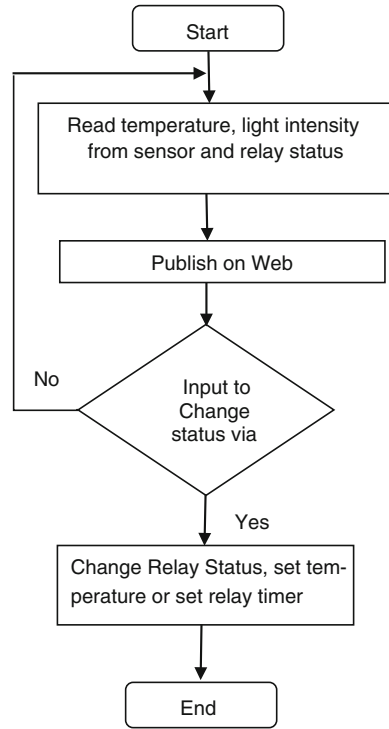 Start
Read temperature, light intensity
from sensor and relay status
Publish on Web
No
Input to
Change
status via
Yes
Change Relay Status, set tem-
perature or set relay timer
End